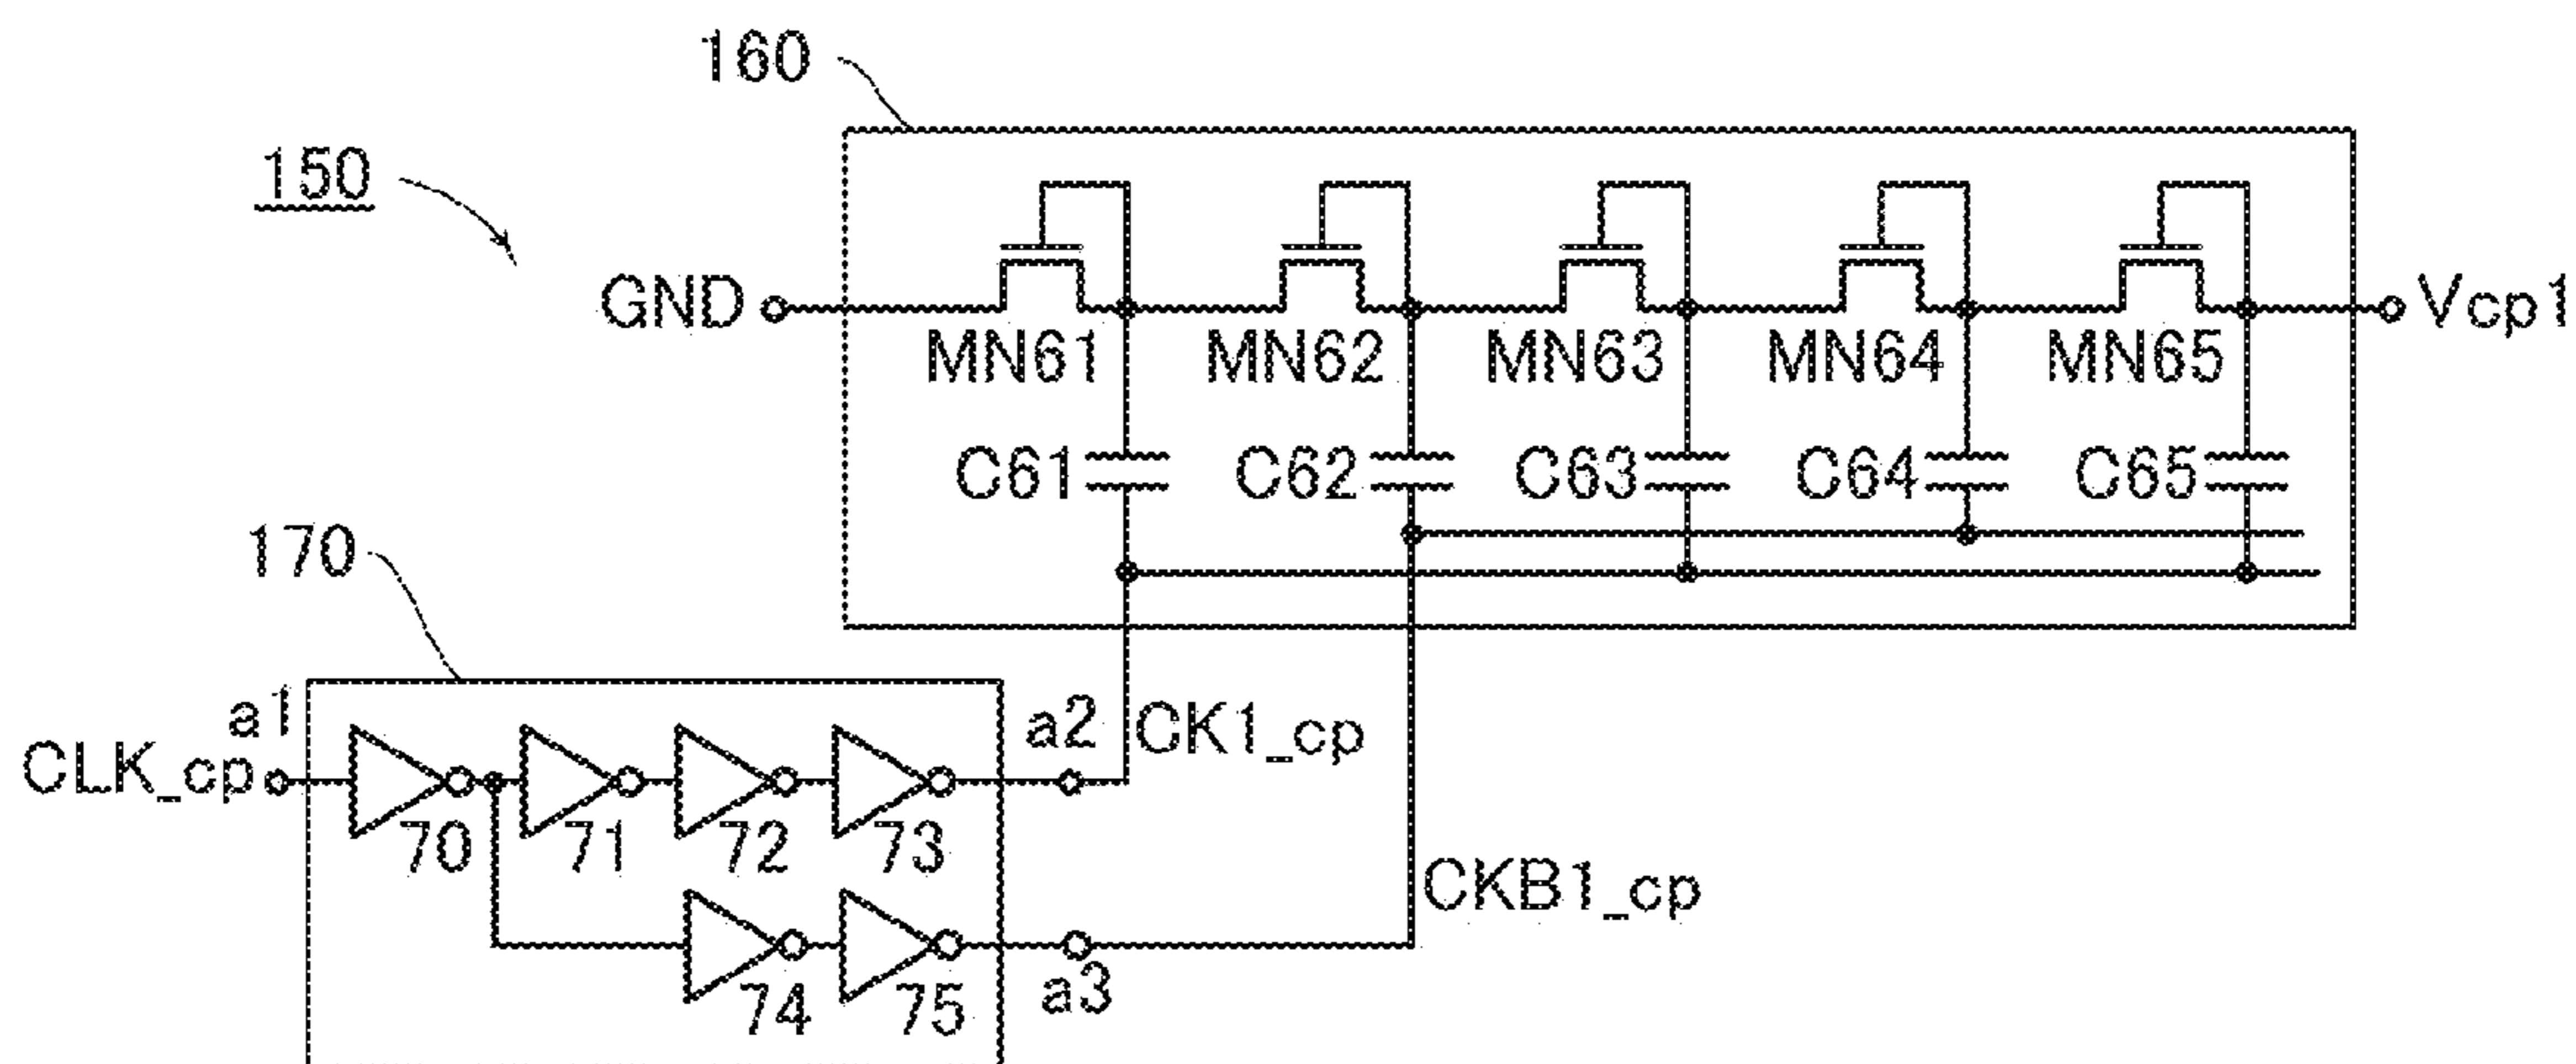 160
150
GND
Vcp1
MN61 MN62 MN63 MN64 MN65
C61 C62 C63 C64 C65
170
a1
CLK_cp
a2
CK1_cp
70 71 72 73
CKB1_cp
74 75
a3